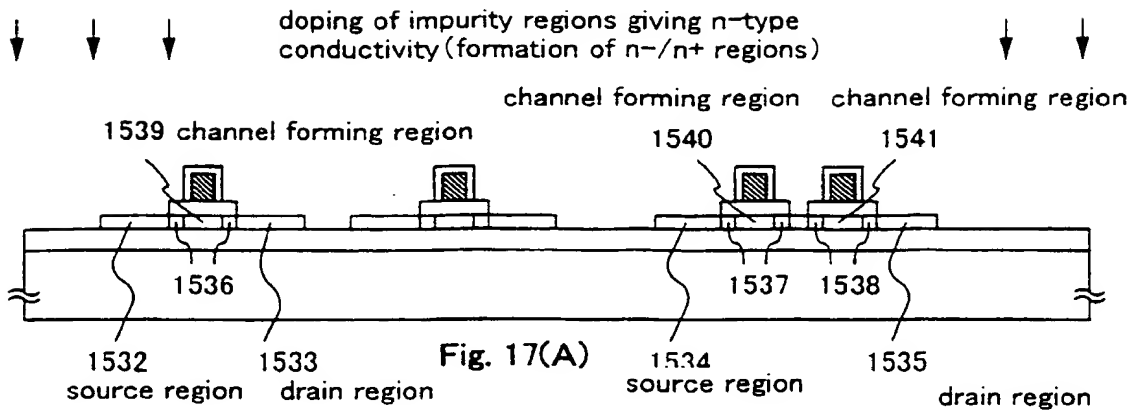 doping of impurity regions giving n-type
conductivity(formation of n-/n+ regions)
channel forming region channel forming region
1539 channel forming region 1540 1541
1536 1537 1538
1532 1533 Fig. 17(A) 1534 1535
source region drain region source region drain region